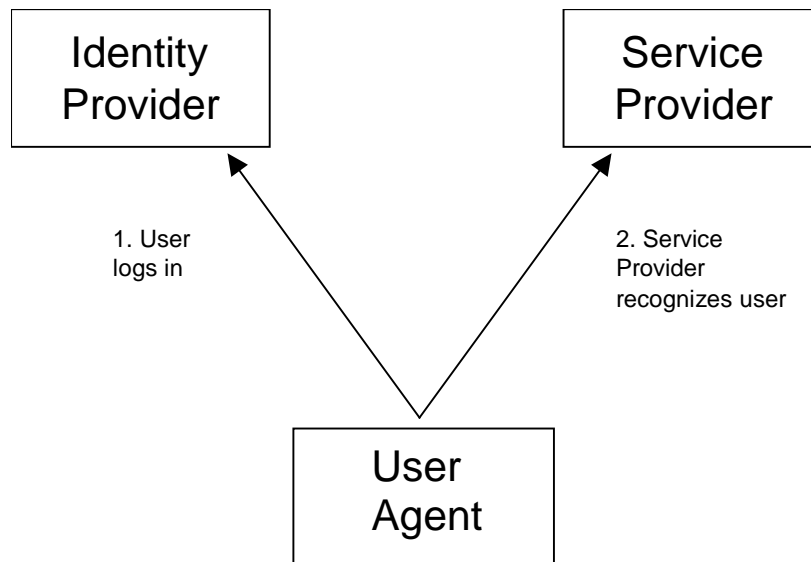 Identity
Provider
Service
Provider
1. User
logs in
2. Service
Provider
recognizes user
User
Agent